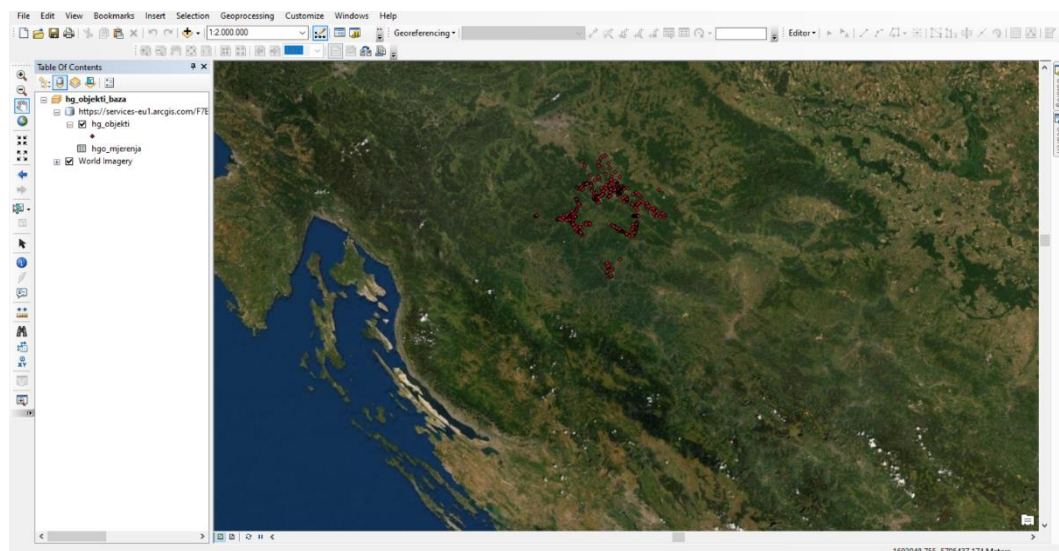 File Edit View Bookmarks Insert Selection Geoprocessing Customize Windows Help
1:2.000.000 Georeferencing Editor
Table Of Contents
hg_objekti_baza
https://services-eu1.arcgis.com/F7E
hg_objekti
hgo_mjerenja
World Imagery